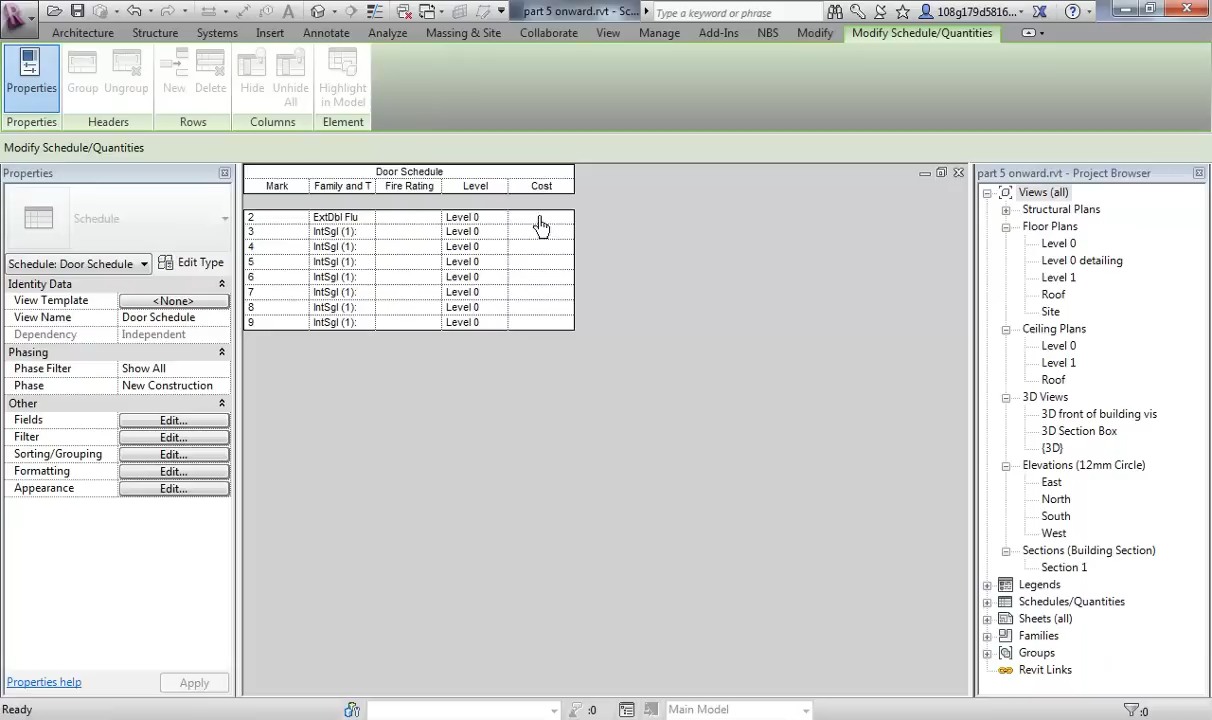 part 5 onward.rvt - Sc...
Type a keyword or phrase
108g179d5816...
Architecture
Structure
Systems
Insert
Annotate
Analyze
Massing & Site
Collaborate
View
Manage
Add-Ins
NBS
Modify
Modify Schedule/Quantities
Properties
Group
Ungroup
New
Delete
Hide
Unhide
All
Highlight
in Model
Properties
Headers
Rows
Columns
Element
Modify Schedule/Quantities
Properties
Schedule
Schedule: Door Schedule
Edit Type
Identity Data
View Template
<None>
View Name
Door Schedule
Dependency
Independent
Phasing
Phase Filter
Show All
Phase
New Construction
Other
Fields
Edit...
Filter
Edit...
Sorting/Grouping
Edit...
Formatting
Edit...
Appearance
Edit...
Properties help
Apply
Door Schedule
Mark Family and T Fire Rating Level Cost
2 ExtDbl Flu Level 0
3 IntSgl (1): Level 0
4 IntSgl (1): Level 0
5 IntSgl (1): Level 0
6 IntSgl (1): Level 0
7 IntSgl (1): Level 0
8 IntSgl (1): Level 0
9 IntSgl (1): Level 0
part 5 onward.rvt - Project Browser
Views (all)
Structural Plans
Floor Plans
Level 0
Level 0 detailing
Level 1
Roof
Site
Ceiling Plans
Level 0
Level 1
Roof
3D Views
3D front of building vis
3D Section Box
{3D}
Elevations (12mm Circle)
East
North
South
West
Sections (Building Section)
Section 1
Legends
Schedules/Quantities
Sheets (all)
Families
Groups
Revit Links
Ready
:0
Main Model
:0